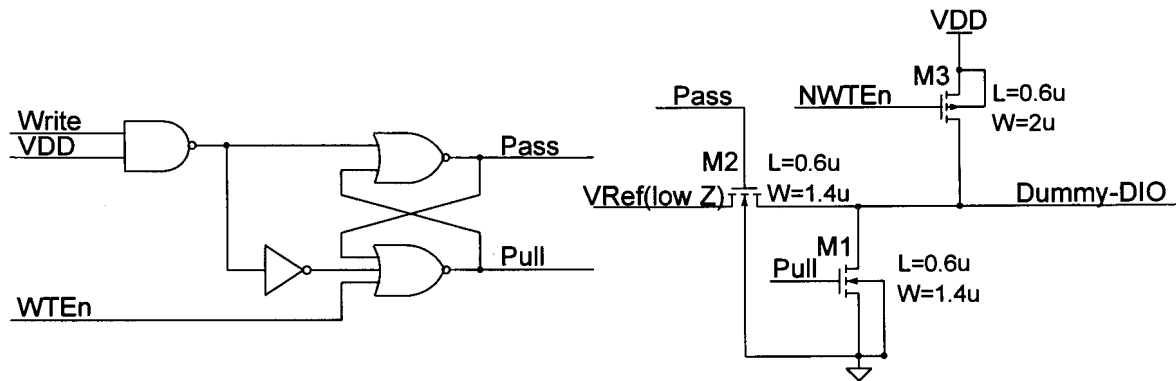 Write
VDD
WTEn
Pass
Pull
Pass
M2
L=0.6u
W=1.4u
VRef(low Z)
VDD
M3
NWTEn
L=0.6u
W=2u
Dummy-DIO
M1
Pull
L=0.6u
W=1.4u